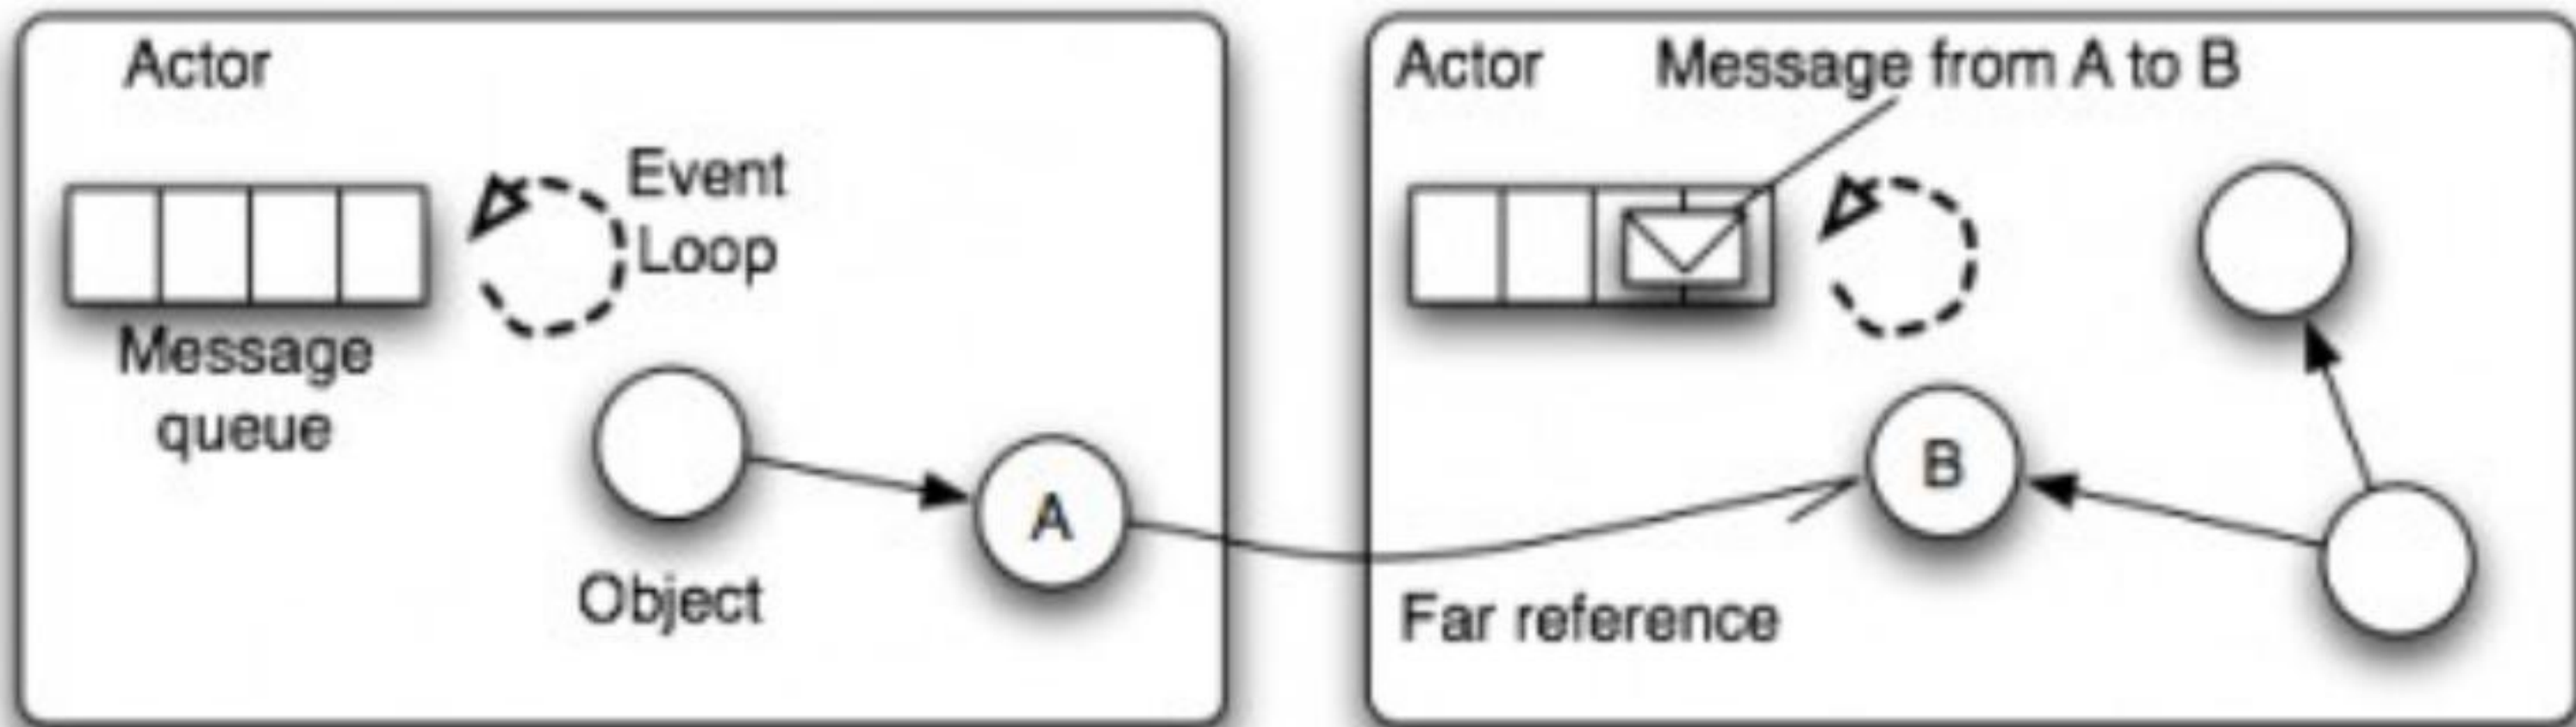 Actor
Event
Loop
Message
queue
Object
A
Actor
Message from A to B
B
Far reference